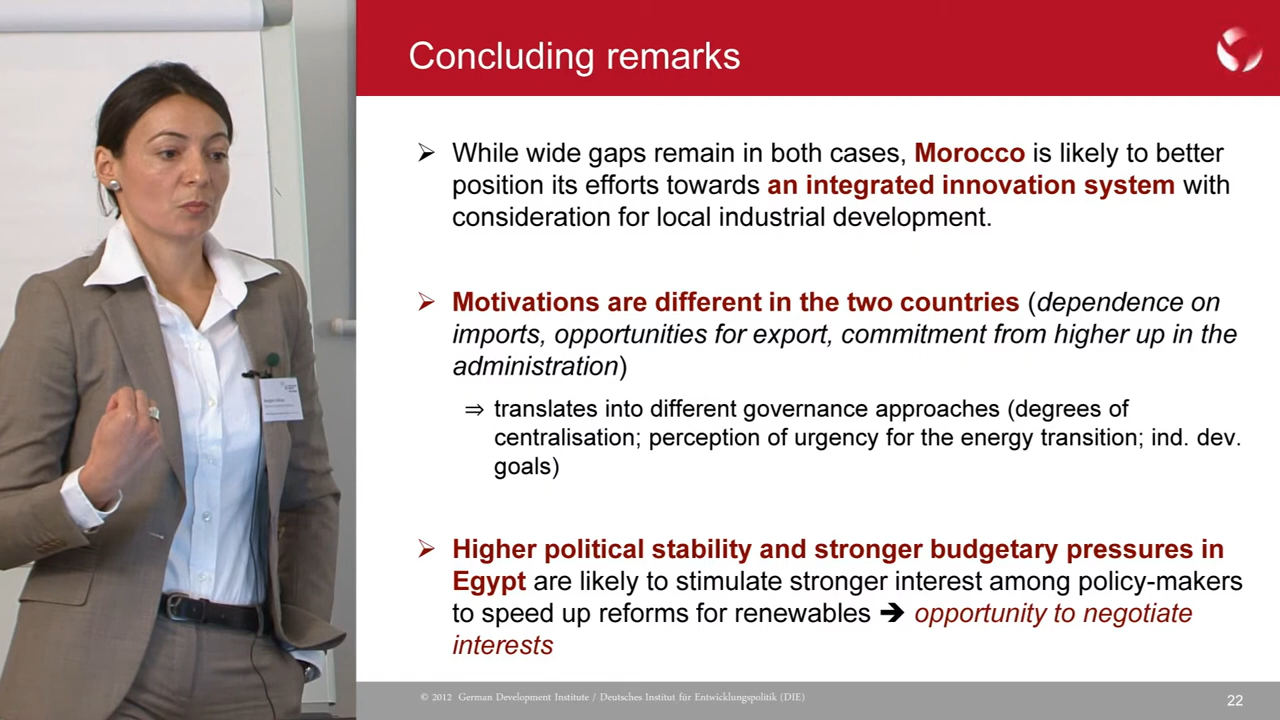 Concluding remarks
➢ While wide gaps remain in both cases, Morocco is likely to better
position its efforts towards an integrated innovation system with
consideration for local industrial development.
➢ Motivations are different in the two countries (dependence on
imports, opportunities for export, commitment from higher up in the
administration)
⇒ translates into different governance approaches (degrees of
centralisation; perception of urgency for the energy transition; ind. dev.
goals)
➢ Higher political stability and stronger budgetary pressures in
Egypt are likely to stimulate stronger interest among policy-makers
to speed up reforms for renewables ➔ opportunity to negotiate
interests
© 2012 German Development Institute / Deutsches Institut für Entwicklungspolitik (DIE)
22